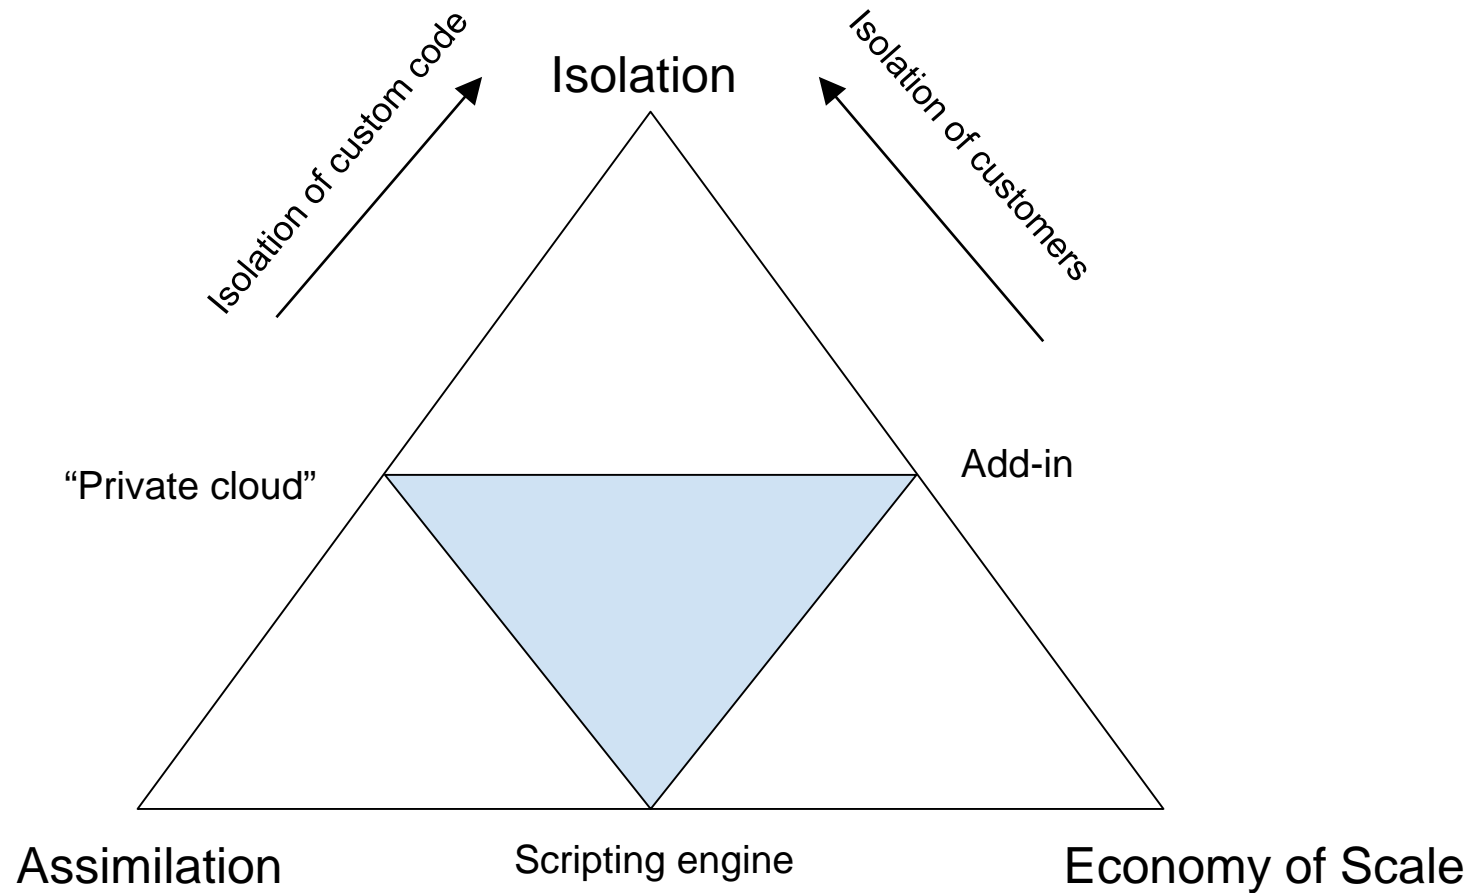 Isolation of custom code
Isolation
Isolation of customers
“Private cloud”
Add-in
Assimilation
Scripting engine
Economy of Scale